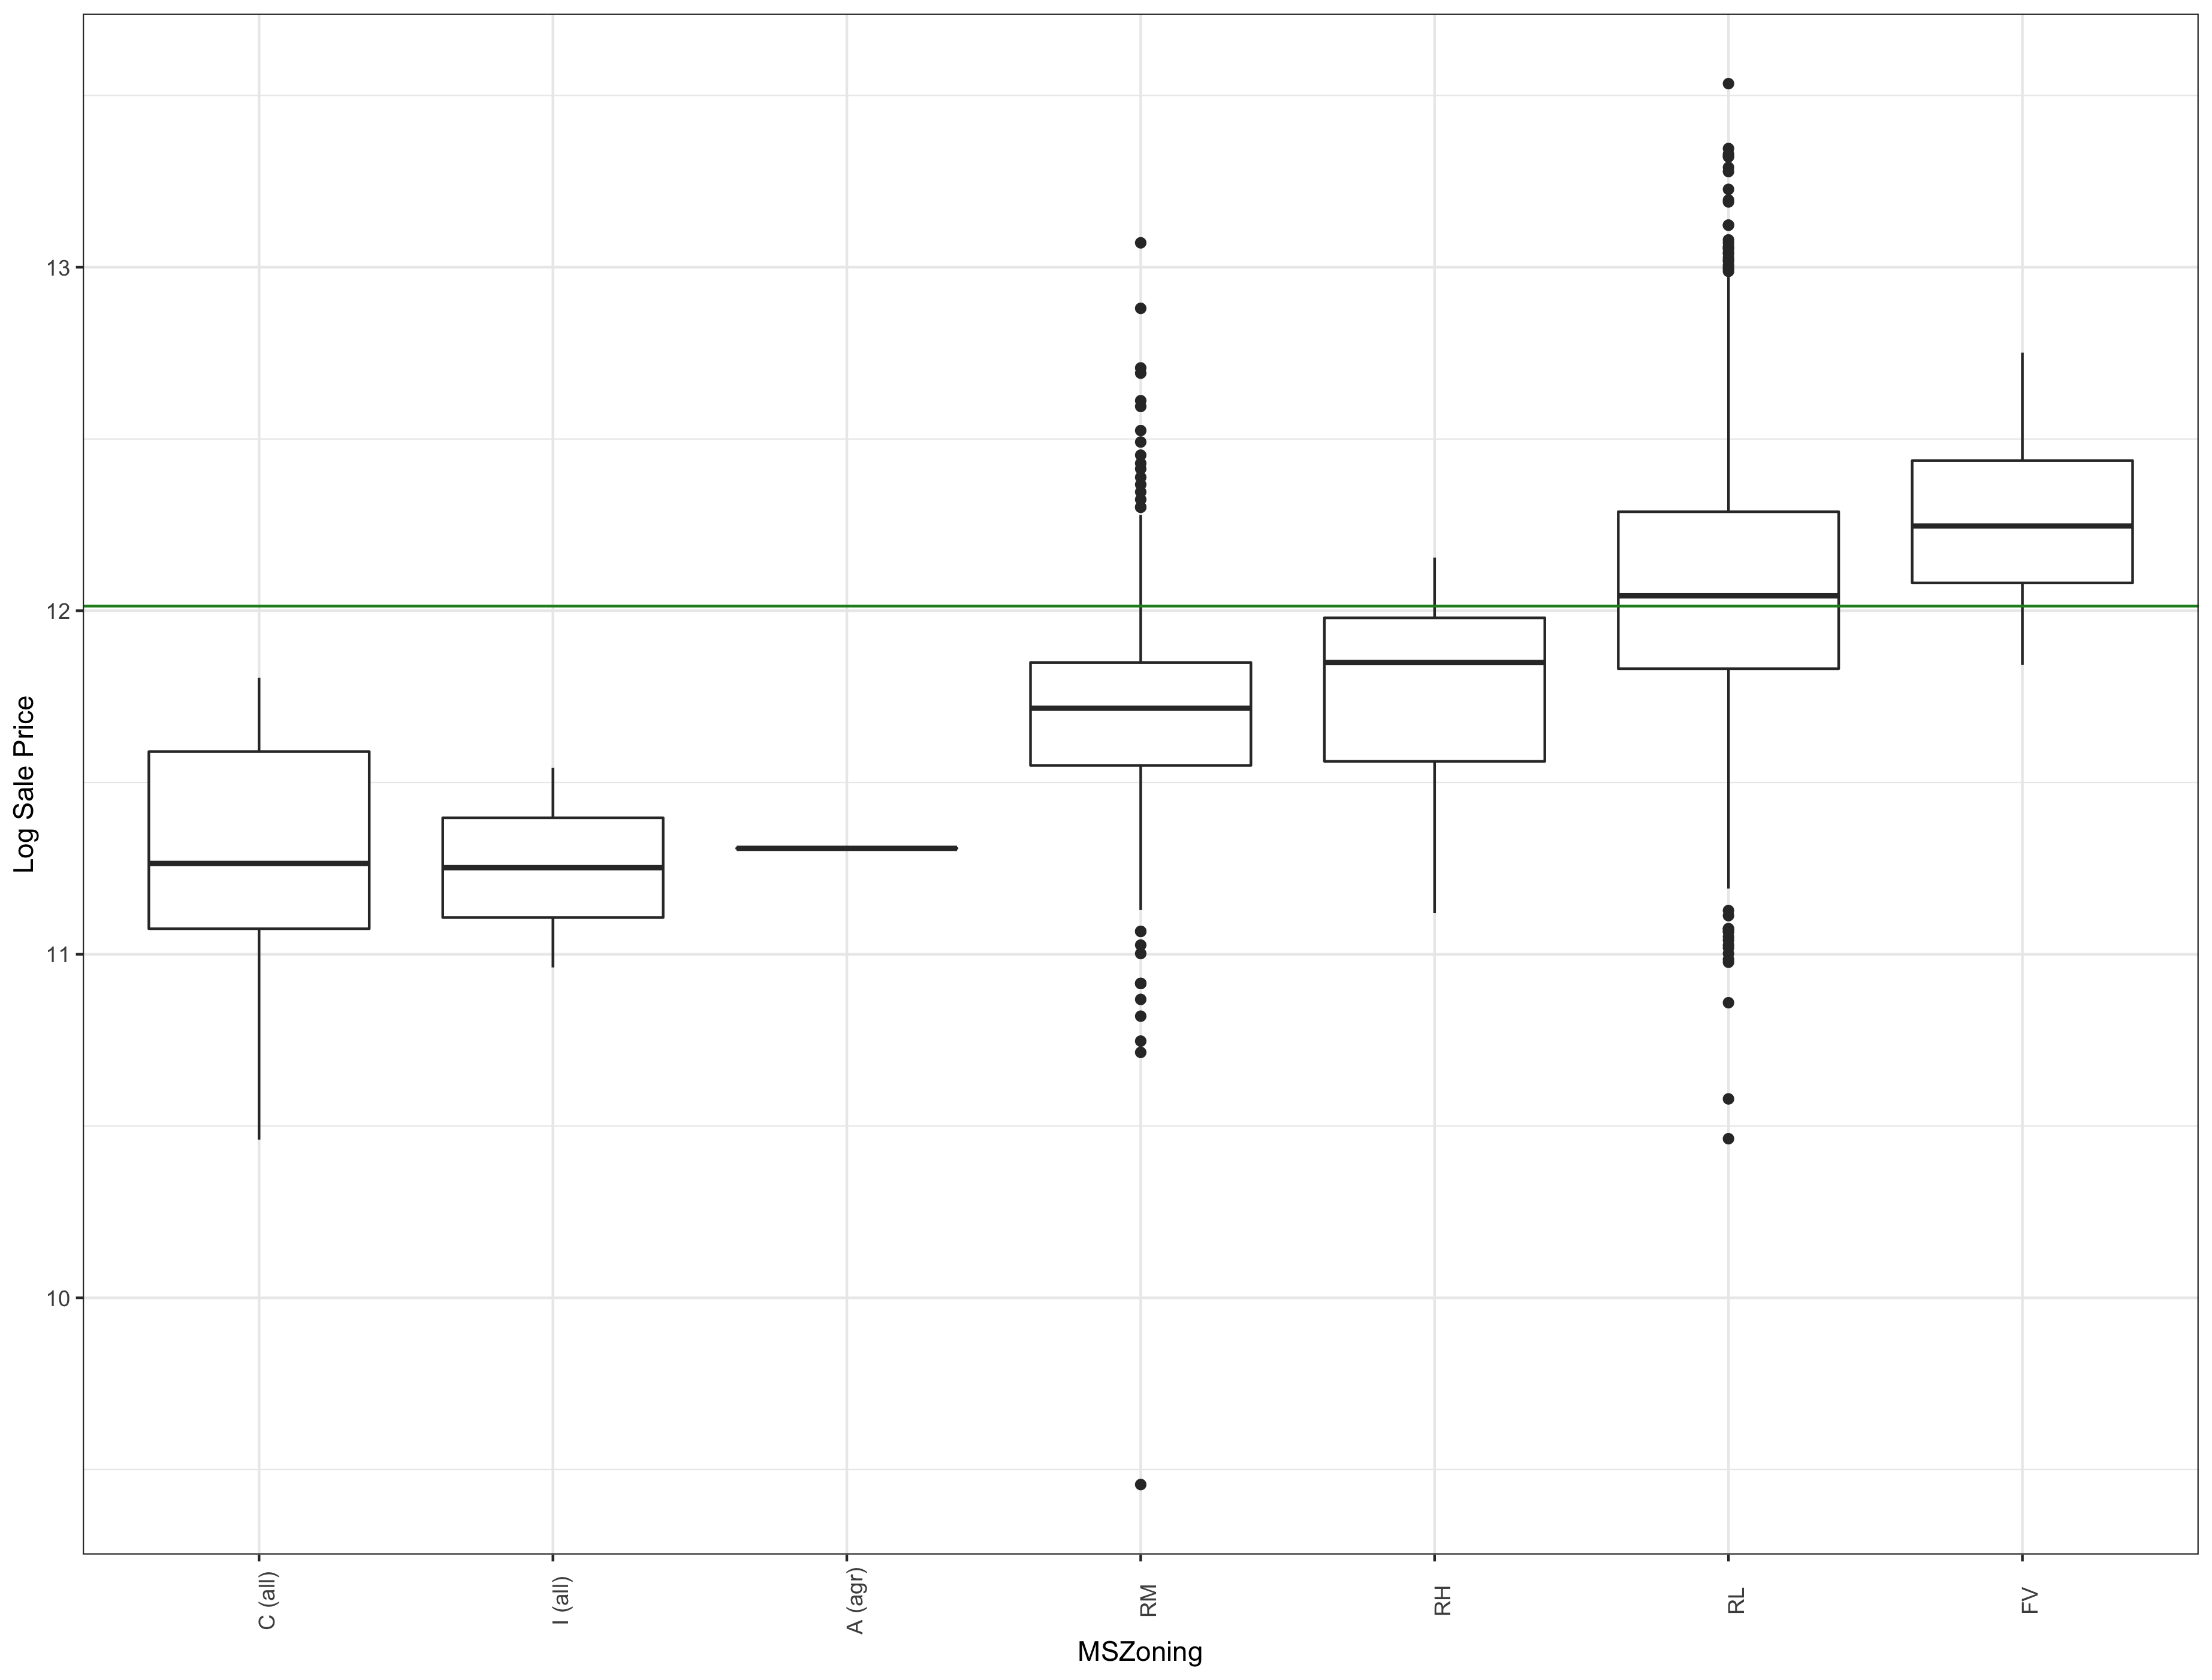 Log Sale Price
13
12
11
10
C (all)
I (all)
A (agr)
RM
RH
RL
FV
MSZoning